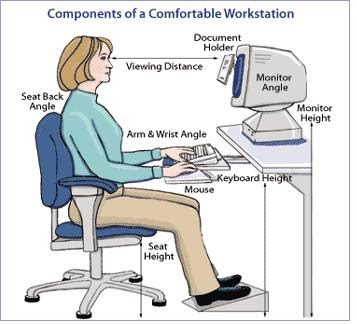 Components of a Comfortable Workstation
Document
Holder
Viewing Distance
Monitor
Angle
Seat Back
Angle
Monitor
Height
Arm & Wrist Angle
Keyboard Height
Mouse
Seat
Height